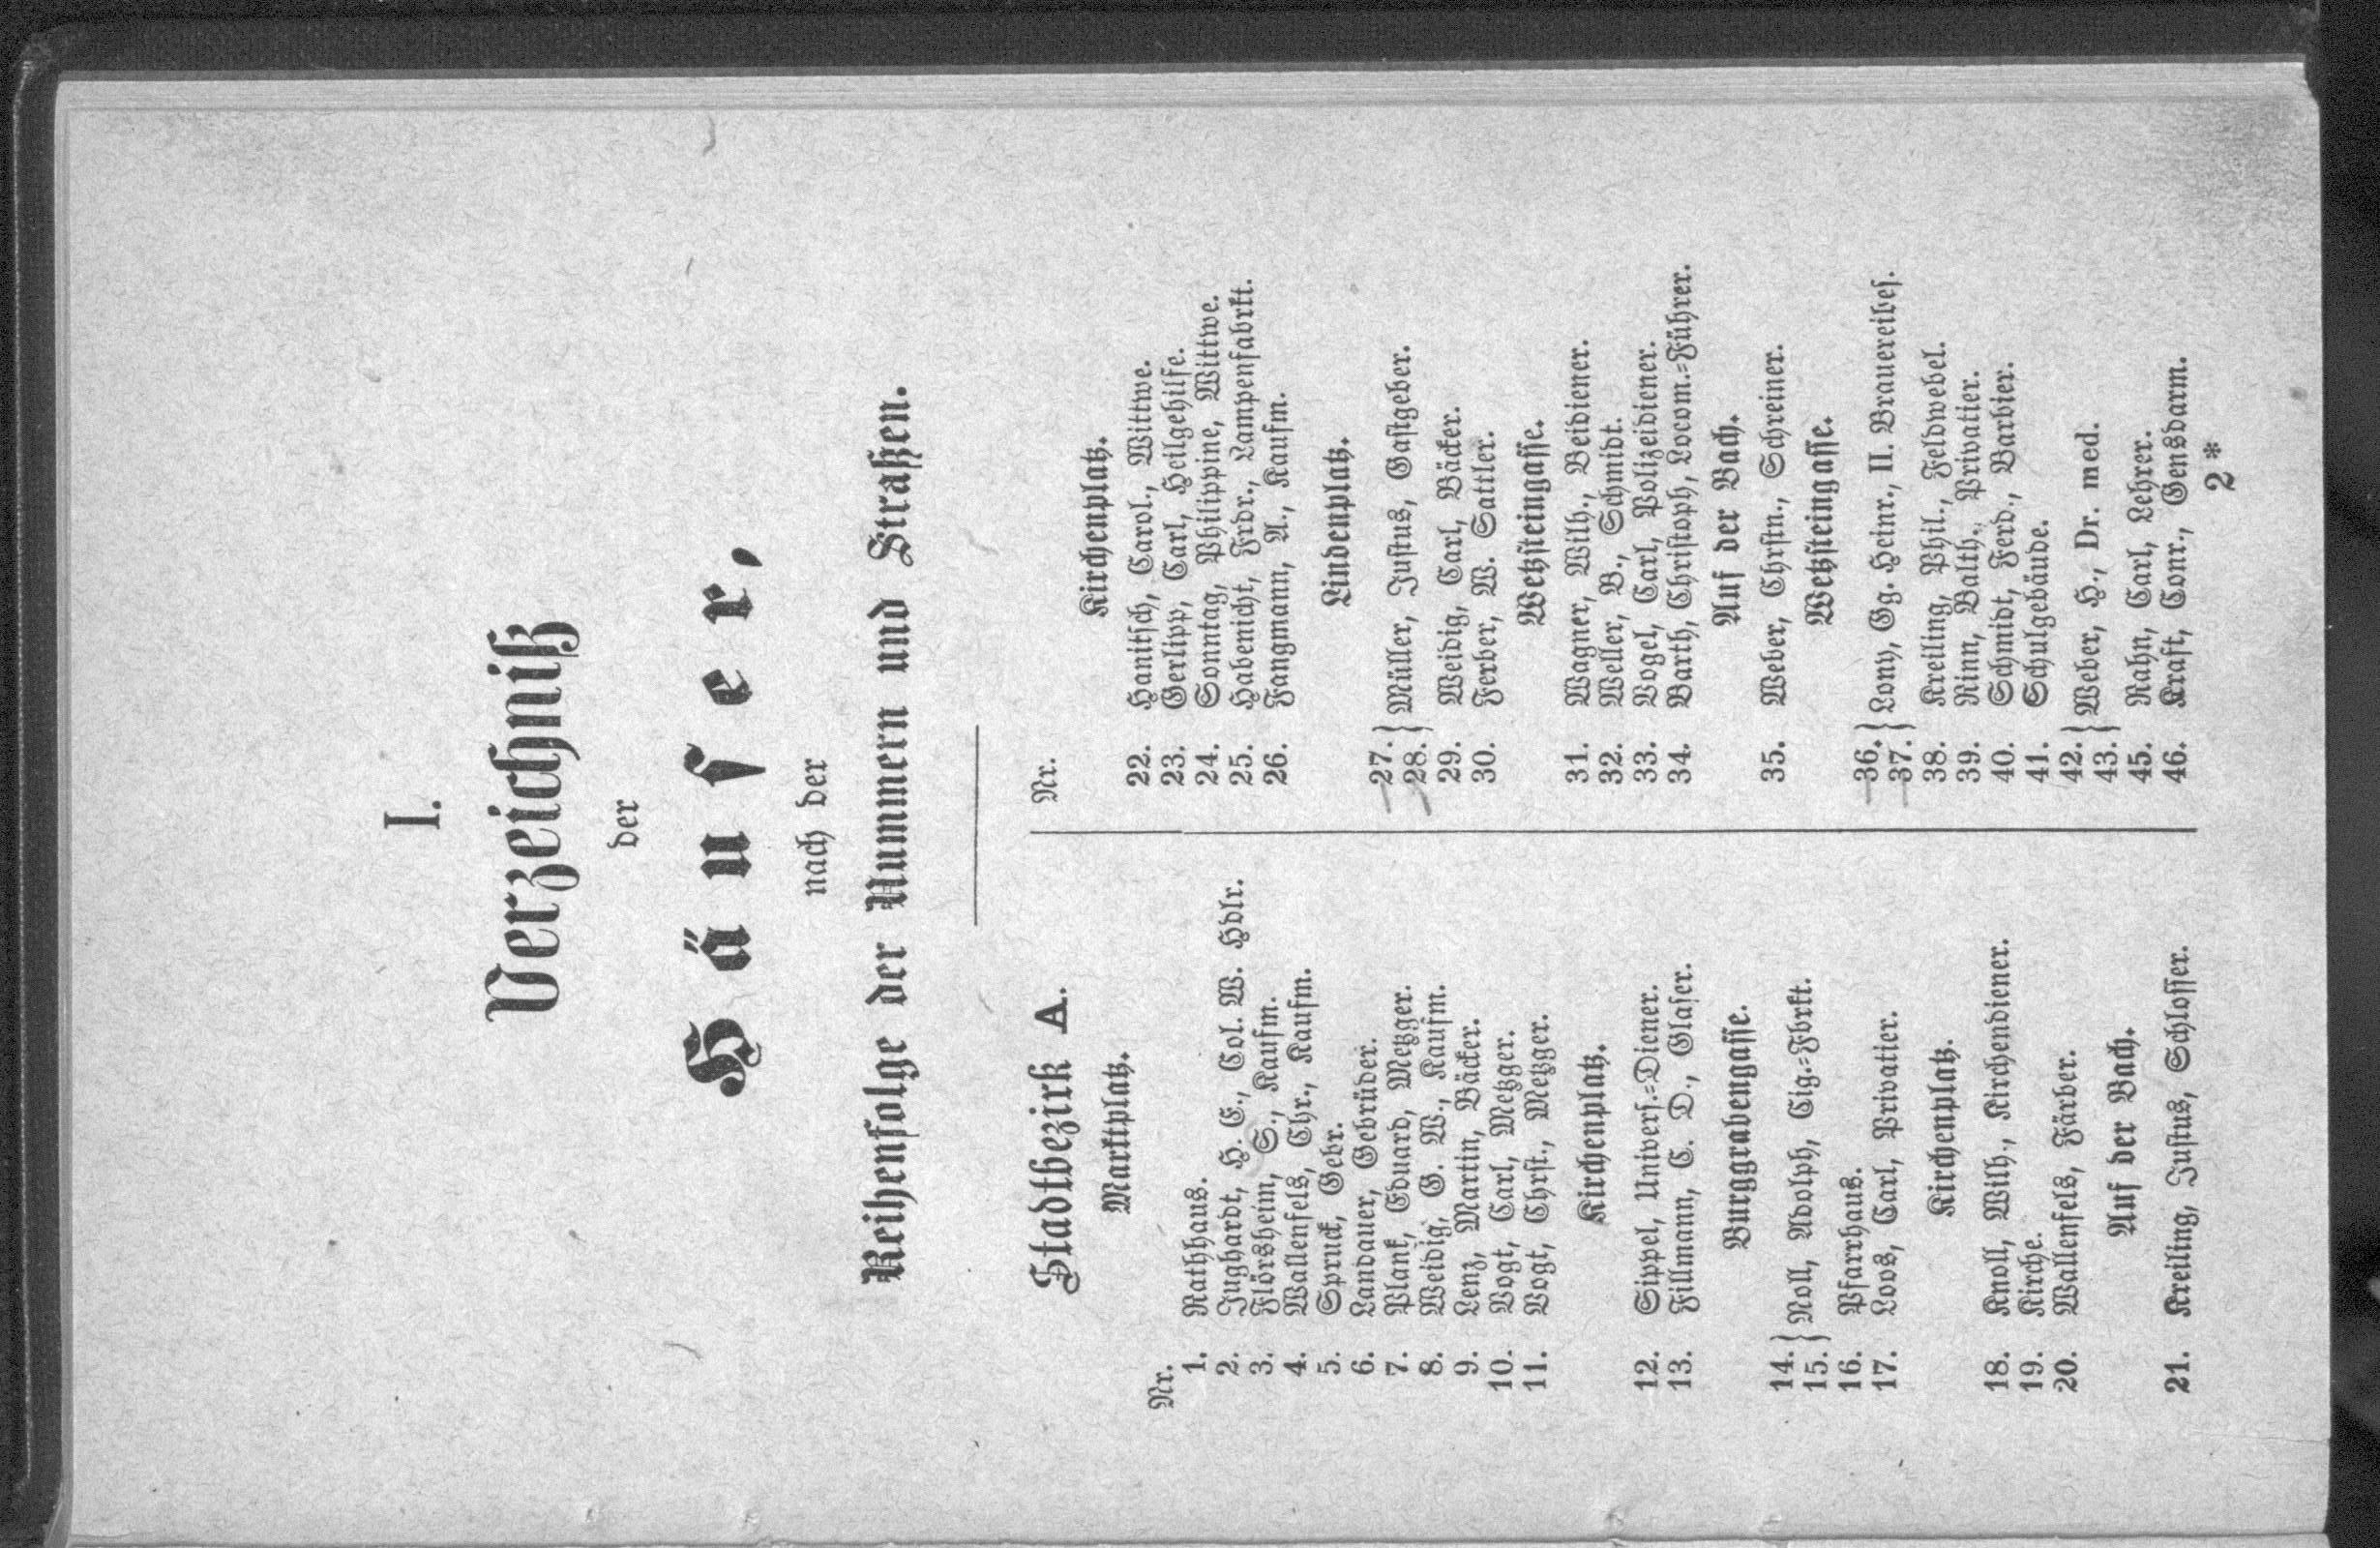 I.
Verzeichniß
der
Häuser,
nach der
Reihenfolge der Nummern und Straßen.
Stadtbezirk A.
Marktplatz.
Nr.
1. Rathhaus.
2. Jughardt, H. E., Col. W. Hdlr.
3. Flörsheim, S., Kaufm.
4. Wallenfels, Chr., Kaufm.
5. Spruck, Gebr.
6. Landauer, Gebrüder.
7. Plank, Eduard, Metzger.
8. Weidig, G. W., Kaufm.
9. Lenz, Martin, Bäcker.
10. Vogt, Carl, Metzger.
11. Vogt, Chrst., Metzger.
Kirchenplatz.
12. Sippel, Univers.=Diener.
13. Fillmann, C. D., Glaser.
Burggrabengasse.
14.} Noll, Adolph, Cig.=Fbrkt.
15.}
16. Pfarrhaus.
17. Loos, Carl, Privatier.
Kirchenplatz.
18. Knoll, Wilh., Kirchendiener.
19. Kirche.
20. Wallenfels, Färber.
Auf der Bach.
21. Kreiling, Justus, Schlosser.
Nr.
Kirchenplatz.
22. Hanitsch, Carol., Wittwe.
23. Gerlipp, Carl, Heilgehilfe.
24. Sonntag, Philippine, Wittwe.
25. Habenicht, Frdr., Lampenfabrkt.
26. Fangmann, A., Kaufm.
Lindenplatz.
27.} Müller, Justus, Gastgeber.
28.}
29. Weidig, Carl, Bäcker.
30. Ferber, W. Sattler.
Wetzsteingasse.
31. Wagner, Wilh., Beidiener.
32. Weller, B., Schmidt.
33. Vogel, Carl, Polizeidiener.
34. Barth, Christoph, Locom.=Führer.
Auf der Bach.
35. Weber, Chrstn., Schreiner.
Wetzsteingasse.
36.} Lony, Gg. Heinr., II. Brauereibes.
37.}
38. Kreiling, Phil., Feldwebel.
39. Rinn, Balth., Privatier.
40. Schmidt, Ferd., Barbier.
41. Schulgebäude.
42.} Weber, H., Dr. med.
43.}
45. Rahn, Carl, Lehrer.
46. Kraft, Conr., Gensdarm.
2*